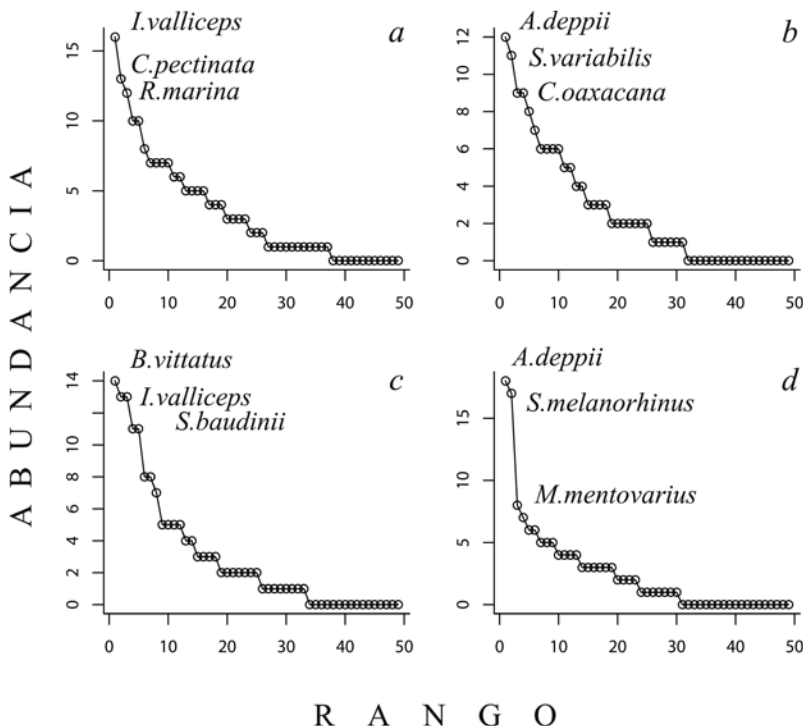 a
I.valliceps
C.pectinata
R.marina
15
10
5
0
0 10 20 30 40 50
b
A.deppii
S.variabilis
C.oaxacana
12
10
8
6
4
2
0
0 10 20 30 40 50
c
B.vittatus
I.valliceps
S.baudinii
14
10
8
6
4
2
0
0 10 20 30 40 50
d
A.deppii
S.melanorhinus
M.mentovarius
15
10
5
0
0 10 20 30 40 50
ABUNDANCIA
RANGO